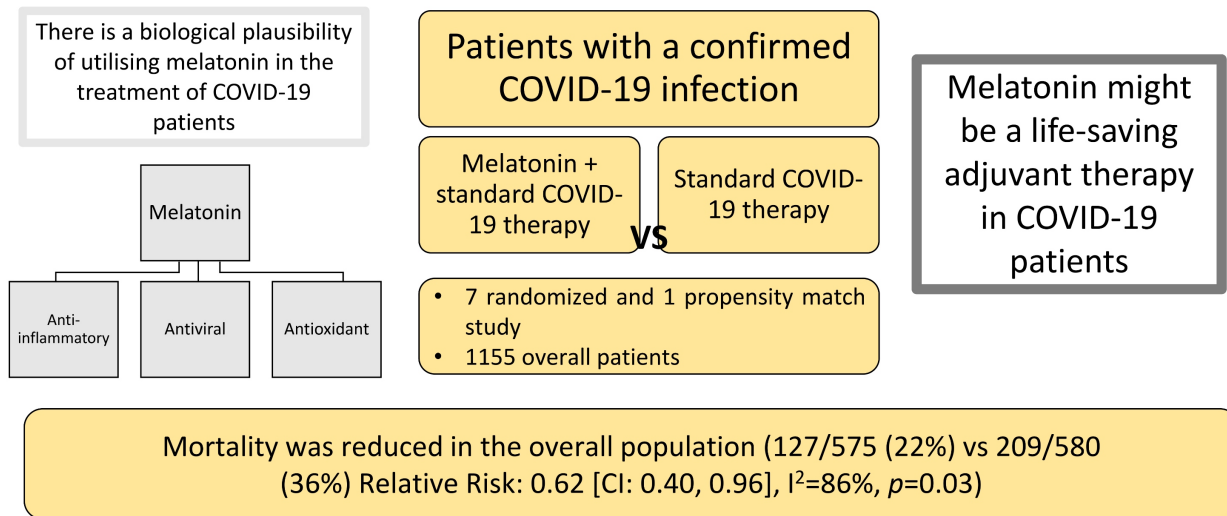 There is a biological plausibility
of utilising melatonin in the
treatment of COVID-19
patients
Melatonin
Anti-
inflammatory
Antiviral
Antioxidant
Patients with a confirmed
COVID-19 infection
Melatonin +
standard COVID-
19 therapy
VS
Standard COVID-
19 therapy
• 7 randomized and 1 propensity match
study
• 1155 overall patients
Melatonin might
be a life-saving
adjuvant therapy
in COVID-19
patients
Mortality was reduced in the overall population (127/575 (22%) vs 209/580
(36%) Relative Risk: 0.62 [CI: 0.40, 0.96], I²=86%, p=0.03)